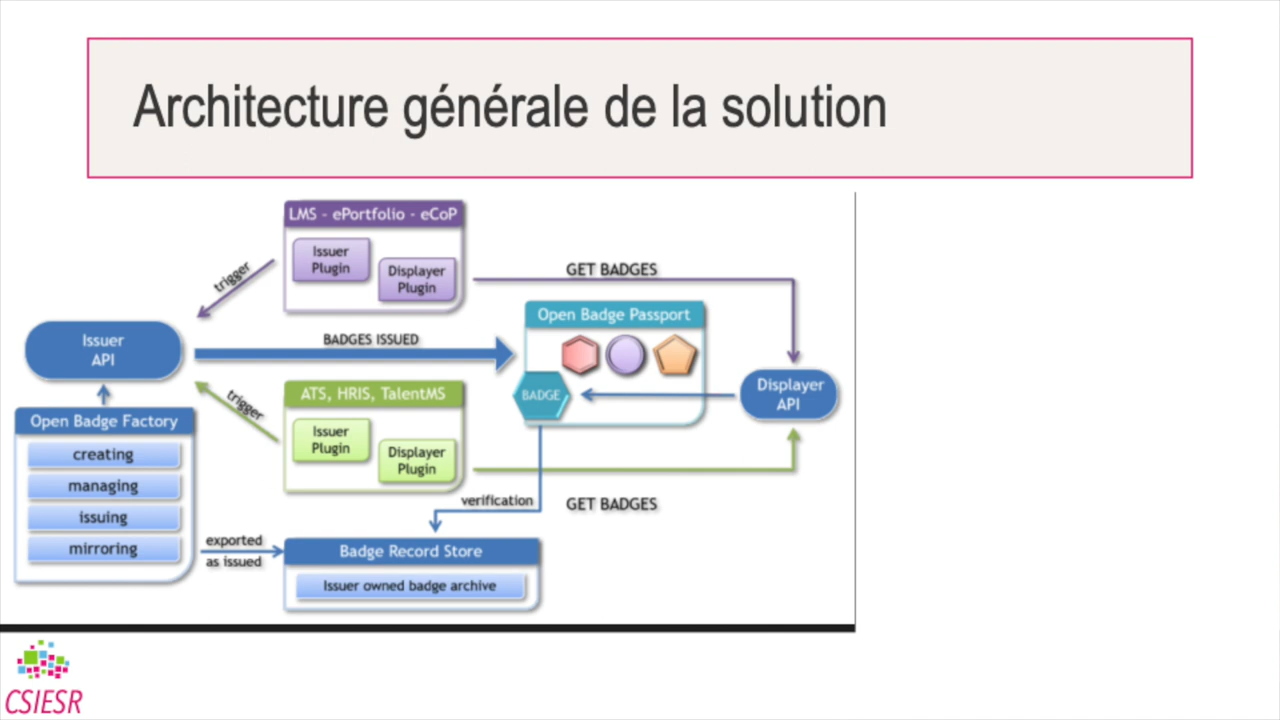 Architecture générale de la solution
LMS - ePortfolio - eCoP
Issuer
Plugin
Displayer
Plugin
trigger
GET BADGES
Issuer
API
BADGES ISSUED
Open Badge Passport
BADGE
Displayer
API
trigger
ATS, HRIS, TalentMS
Issuer
Plugin
Displayer
Plugin
GET BADGES
Open Badge Factory
creating
managing
issuing
mirroring
verification
exported
as issued
Badge Record Store
Issuer owned badge archive
CSIESR